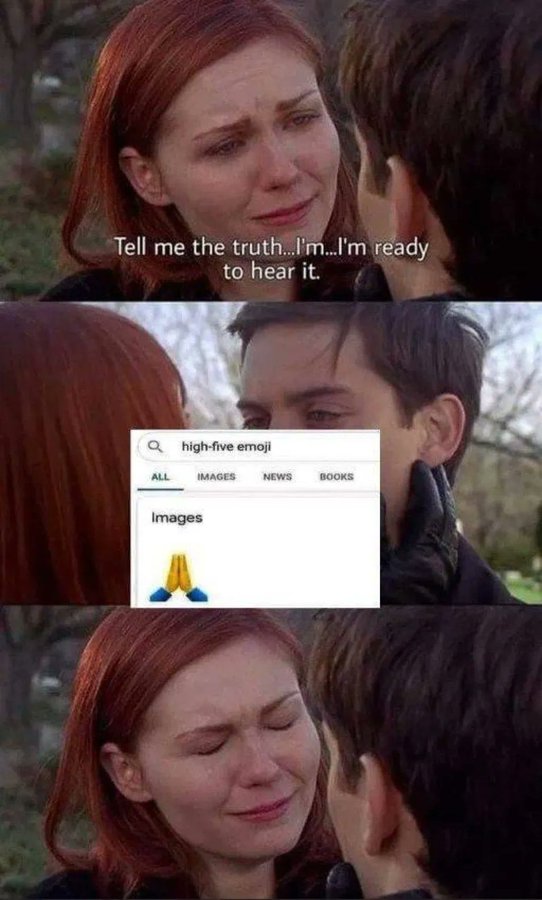 Tell me the truth...I'm...I'm ready
to hear it.
high-five emoji
ALL IMAGES NEWS BOOKS
Images